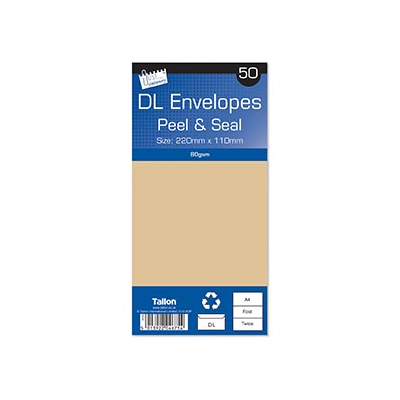 50
DL Envelopes
Peel & Seal
Size: 220mm x 110mm
80gsm
Tallon
DL
A4
Fold
Twice